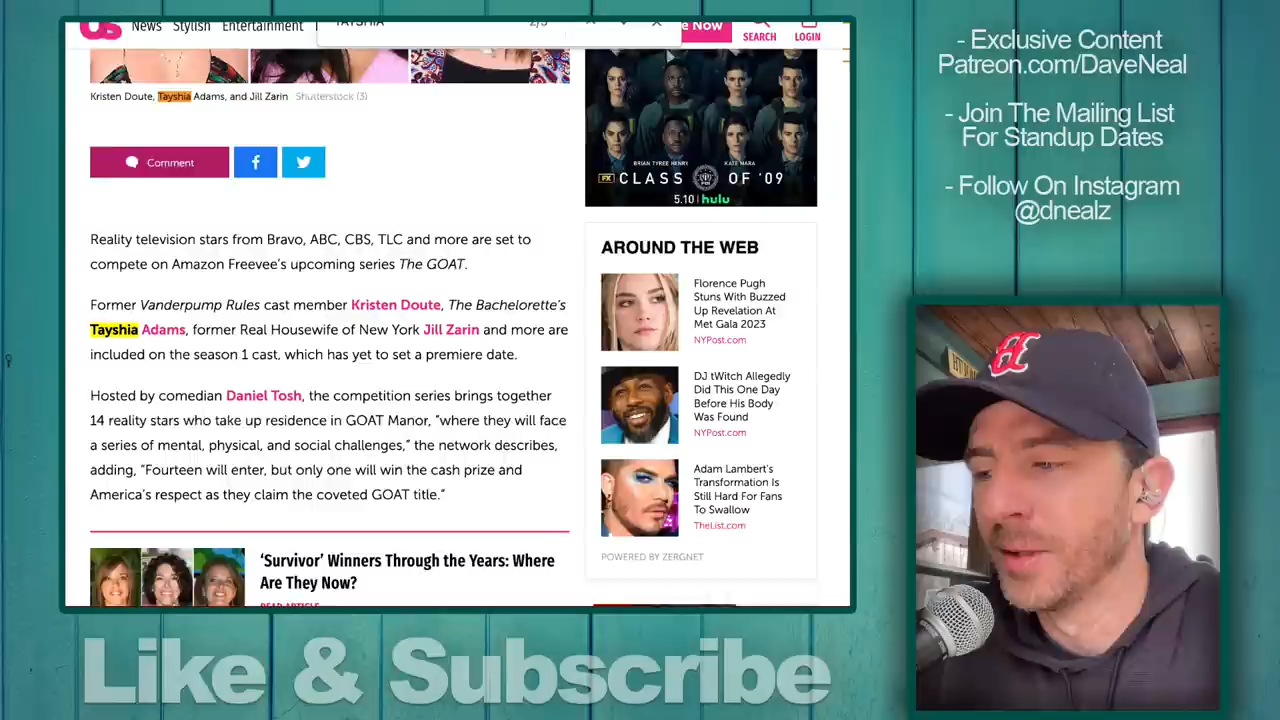 Us
News
Stylish
Entertainment
TAYSHIA
2/5
e Now
SEARCH
LOGIN
Kristen Doute, Tayshia Adams, and Jill Zarin Shutterstock (3)
Comment
Reality television stars from Bravo, ABC, CBS, TLC and more are set to
compete on Amazon Freevee's upcoming series The GOAT.
Former Vanderpump Rules cast member Kristen Doute, The Bachelorette's
Tayshia Adams, former Real Housewife of New York Jill Zarin and more are
included on the season 1 cast, which has yet to set a premiere date.
Hosted by comedian Daniel Tosh, the competition series brings together
14 reality stars who take up residence in GOAT Manor, "where they will face
a series of mental, physical, and social challenges," the network describes,
adding, "Fourteen will enter, but only one will win the cash prize and
America's respect as they claim the coveted GOAT title."
'Survivor' Winners Through the Years: Where
Are They Now?
READ ARTICLE
BRIAN TYREE HENRY
KATE MARA
FX CLASS OF '09
5.10 | hulu
AROUND THE WEB
Florence Pugh
Stuns With Buzzed
Up Revelation At
Met Gala 2023
NYPost.com
DJ tWitch Allegedly
Did This One Day
Before His Body
Was Found
NYPost.com
Adam Lambert's
Transformation Is
Still Hard For Fans
To Swallow
TheList.com
POWERED BY ZERGNET
- Exclusive Content
Patreon.com/DaveNeal
- Join The Mailing List
For Standup Dates
- Follow On Instagram
@dnealz
B
Like & Subscribe